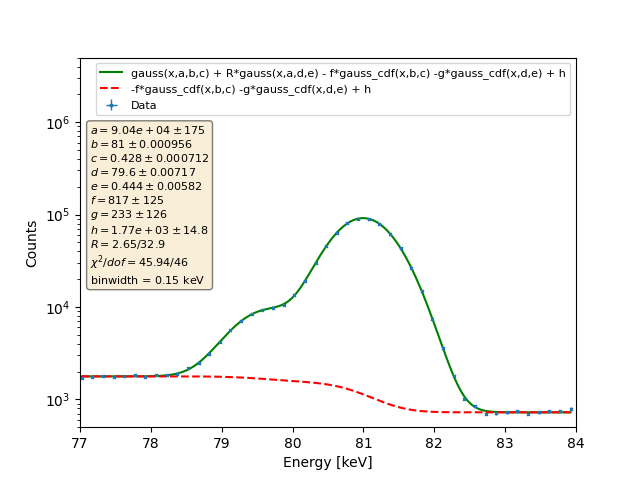 gauss(x,a,b,c) + R*gauss(x,a,d,e) - f*gauss_cdf(x,b,c) -g*gauss_cdf(x,d,e) + h
-f*gauss_cdf(x,b,c) -g*gauss_cdf(x,d,e) + h
Data
a = 9.04e + 04 ± 175
b = 81 ± 0.000956
c = 0.428 ± 0.000712
d = 79.6 ± 0.00717
e = 0.444 ± 0.00582
f = 817 ± 125
g = 233 ± 126
h = 1.77e + 03 ± 14.8
R = 2.65/32.9
χ²/dof = 45.94/46
binwidth = 0.15 keV
10⁶
10⁵
10⁴
10³
Counts
77 78 79 80 81 82 83 84
Energy [keV]